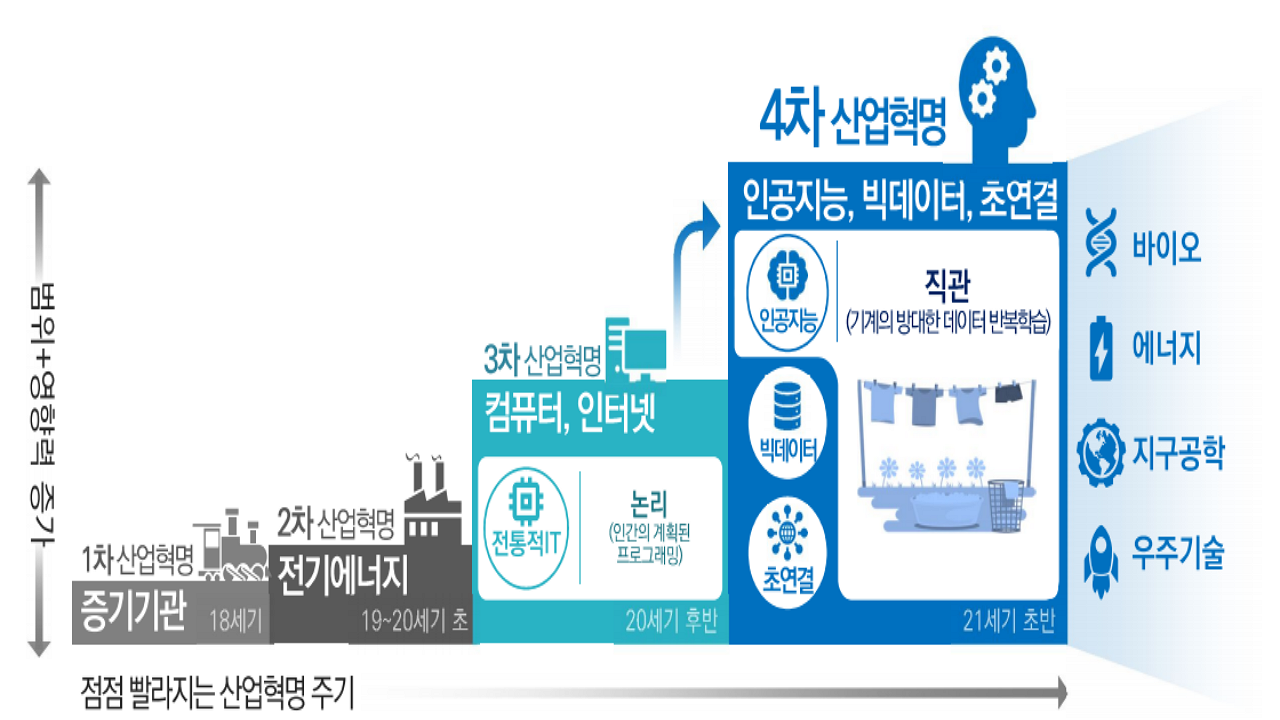 4차 산업혁명
인공지능, 빅데이터, 초연결
인공지능
직관
(기계의 방대한 데이터 반복학습)
빅데이터
초연결
21세기 초반
바이오
에너지
지구공학
우주기술
3차 산업혁명
컴퓨터, 인터넷
전통적IT
논리
(인간의 계획된
프로그래밍)
20세기 후반
2차 산업혁명
전기에너지
19~20세기 초
1차 산업혁명
증기기관
18세기
범위+영향력 증가
점점 빨라지는 산업혁명 주기